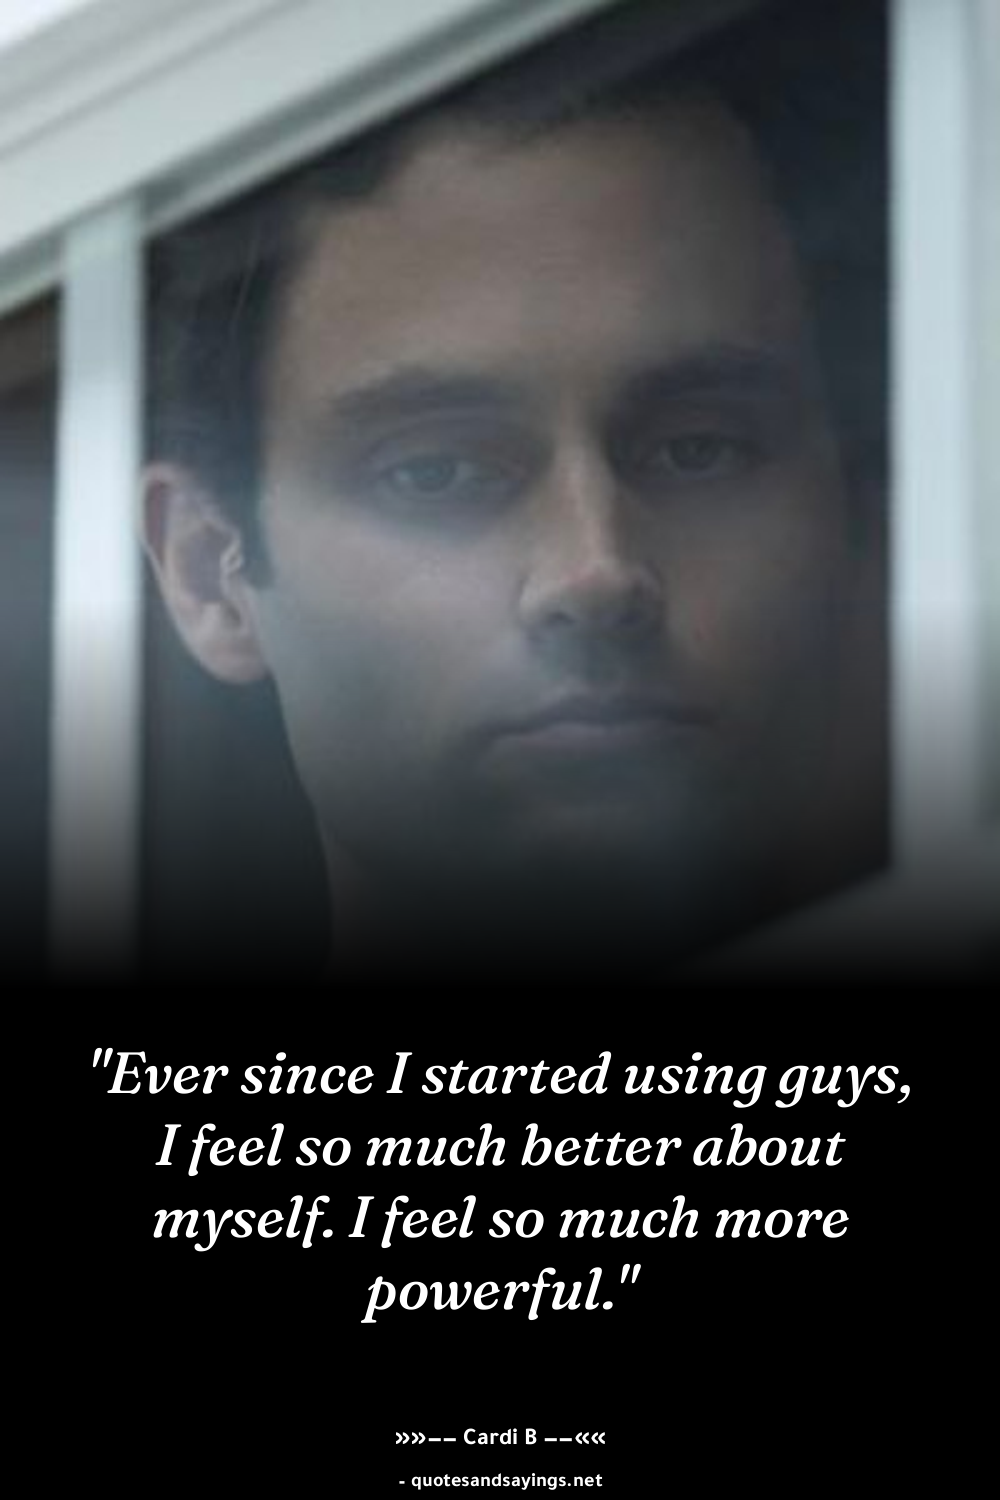 "Ever since I started using guys,
I feel so much better about
myself. I feel so much more
powerful."
»»−− Cardi B −−««
- quotesandsayings.net